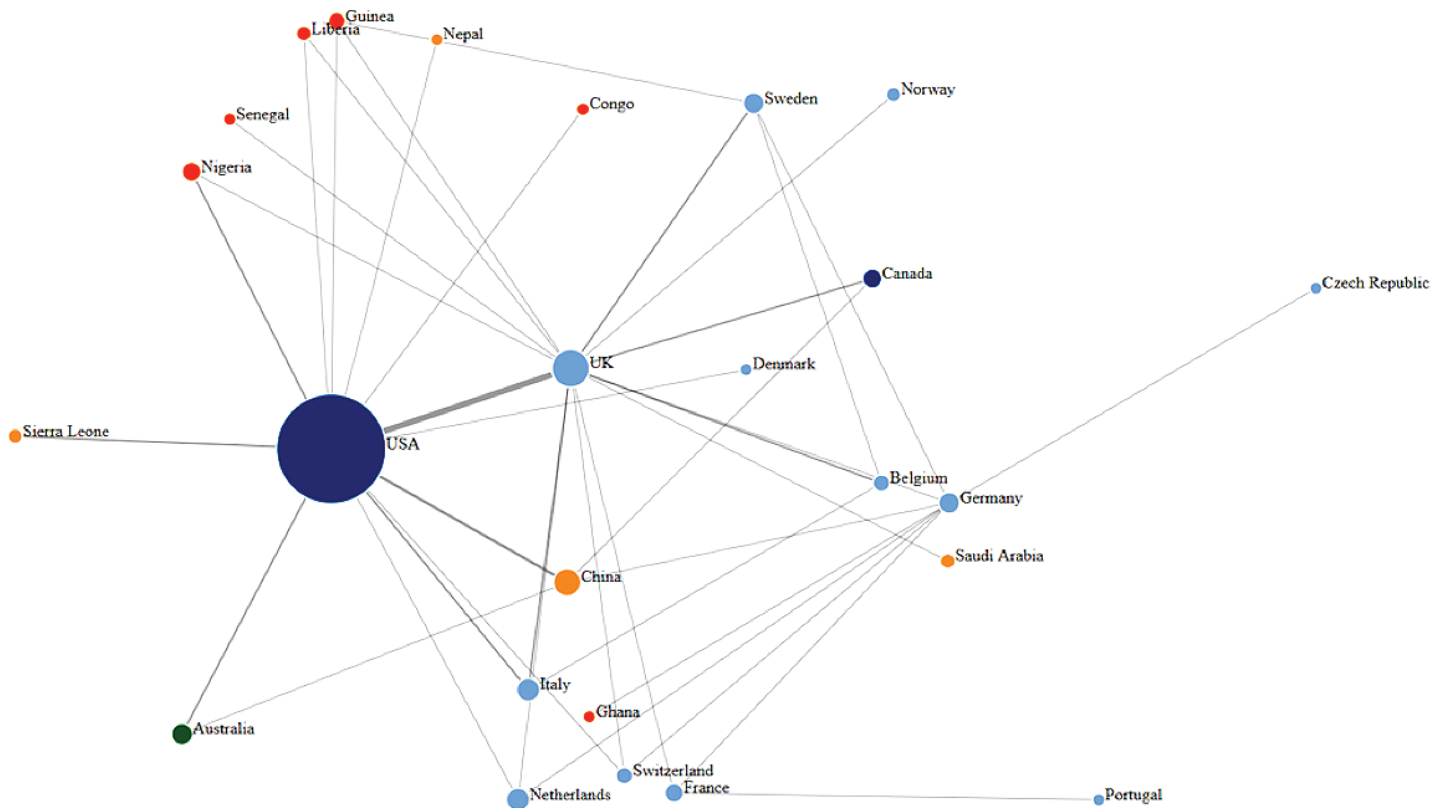 Guinea
Liberia
Nepal
Sweden
Norway
Congo
Senegal
Nigeria
Canada
Czech Republic
UK
Denmark
Sierra Leone
USA
Belgium
Germany
Saudi Arabia
China
Italy
Ghana
Australia
Switzerland
France
Netherlands
Portugal